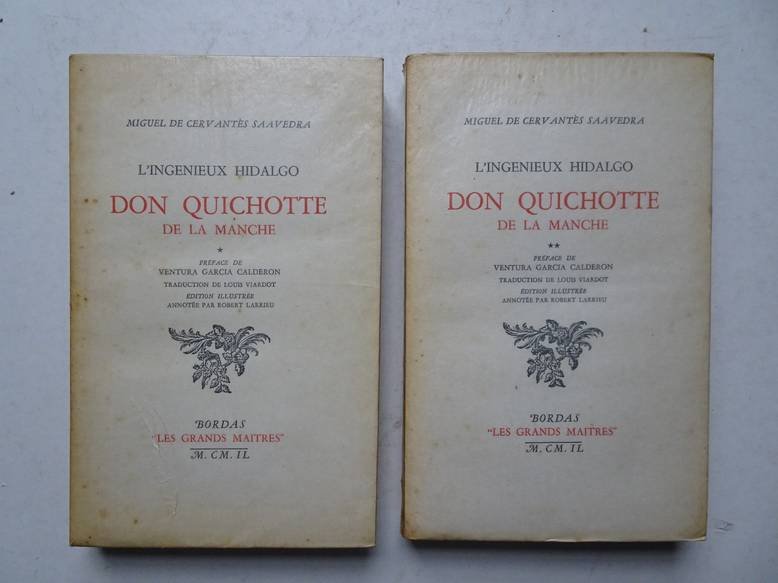 MIGUEL DE CERVANTÈS SAAVEDRA
L'INGENIEUX HIDALGO
DON QUICHOTTE
DE LA MANCHE
*
PRÉFACE DE
VENTURA GARCIA CALDERON
TRADUCTION DE LOUIS VIARDOT
EDITION ILLUSTRÉE
ANNOTÉE PAR ROBERT LARRIEU
BORDAS
"LES GRANDS MAITRES"
M. CM. IL
MIGUEL DE CERVANTÈS SAAVEDRA
L'INGENIEUX HIDALGO
DON QUICHOTTE
DE LA MANCHE
**
PRÉFACE DE
VENTURA GARCIA CALDERON
TRADUCTION DE LOUIS VIARDOT
EDITION ILLUSTRÉE
ANNOTÉE PAR ROBERT LARRIEU
BORDAS
"LES GRANDS MAITRES"
M. CM. IL